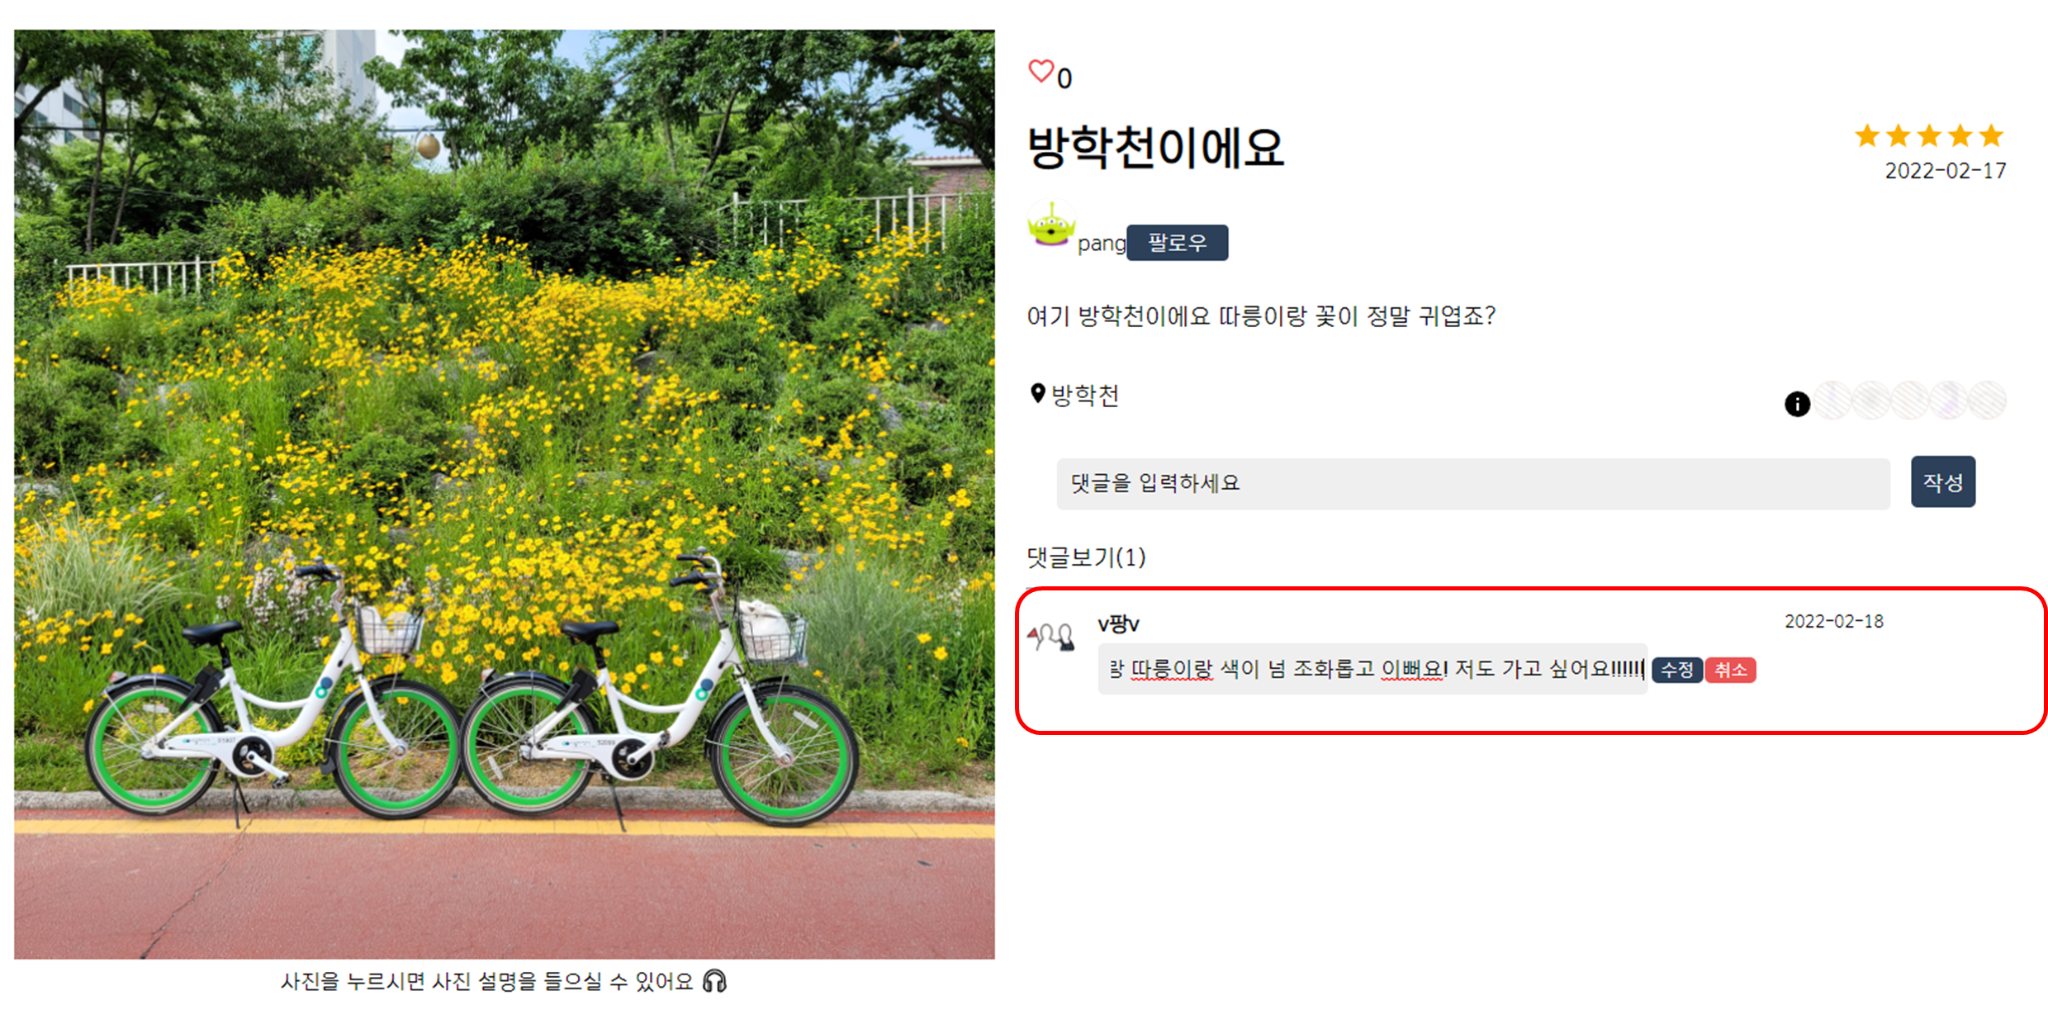 0
방학천이에요
2022-02-17
pang 팔로우
여기 방학천이에요 따릉이랑 꽃이 정말 귀엽죠?
방학천
댓글을 입력하세요 작성
댓글보기(1)
v팡v 2022-02-18
랑 따릉이랑 색이 넘 조화롭고 이뻐요! 저도 가고 싶어요!!!!!! 수정 취소
사진을 누르시면 사진 설명을 들으실 수 있어요